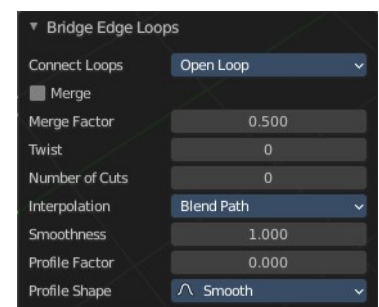 Bridge Edge Loops
Connect Loops Open Loop
Merge
Merge Factor 0.500
Twist 0
Number of Cuts 0
Interpolation Blend Path
Smoothness 1.000
Profile Factor 0.000
Profile Shape Smooth